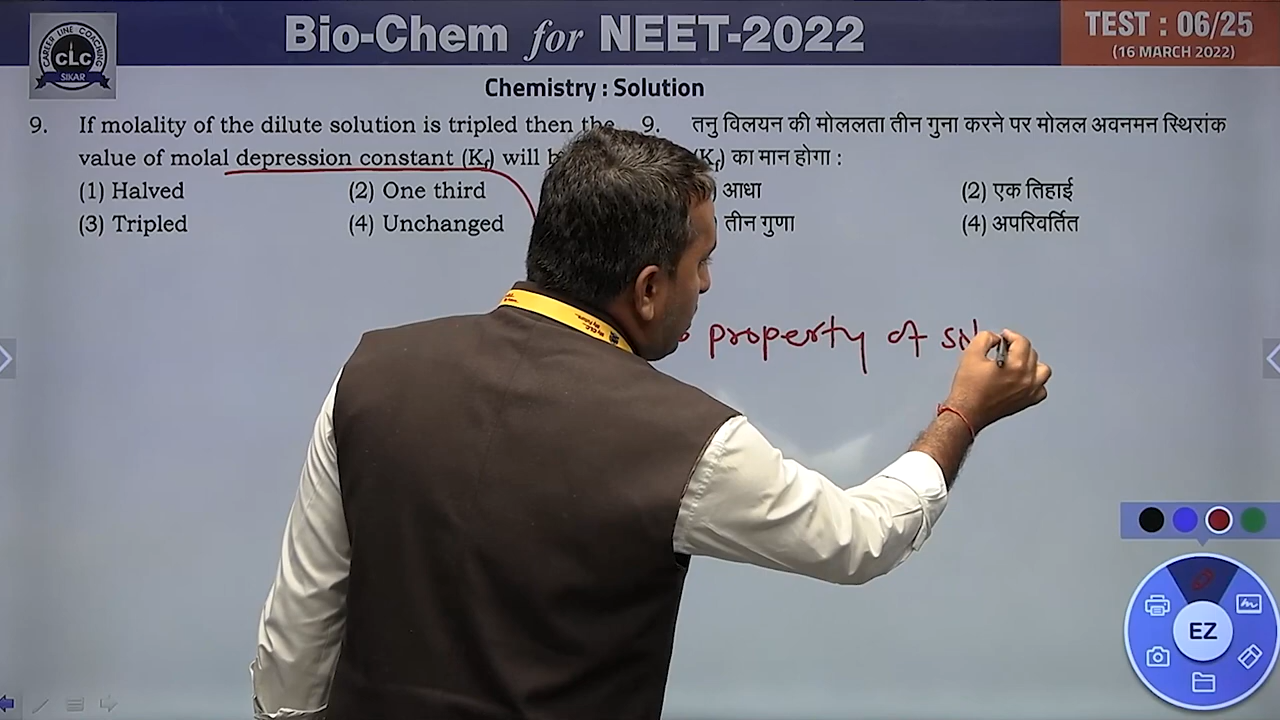 CAREER LINE COACHING
CLC
SIKAR
Bio-Chem for NEET-2022
TEST : 06/25
(16 MARCH 2022)
Chemistry : Solution
9. If molality of the dilute solution is tripled then the
value of molal depression constant (Kf) will
(1) Halved (2) One third
(3) Tripled (4) Unchanged
9. तनु विलयन की मोललता तीन गुना करने पर मोलल अवनमन स्थिरांक
(Kf) का मान होगा :
आधा (2) एक तिहाई
तीन गुणा (4) अपरिवर्तित
property of
EZ